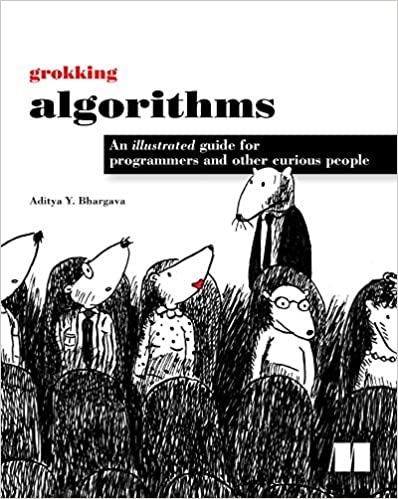 grokking
algorithms
An illustrated guide for
programmers and other curious people
Aditya Y. Bhargava